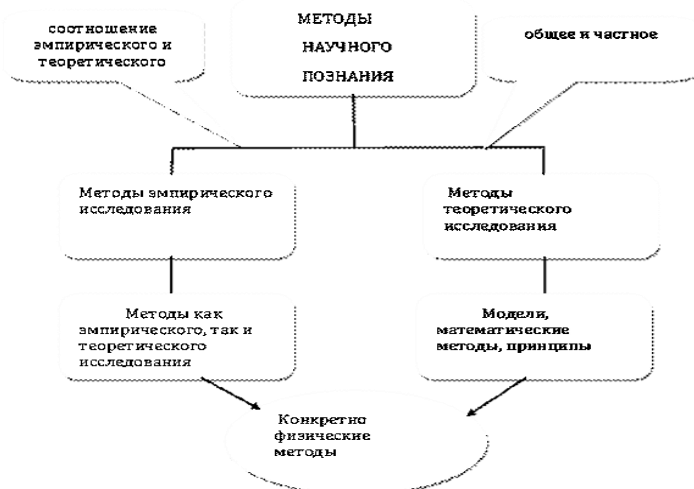 соотношение
эмпирического и
теоретического
МЕТОДЫ
НАУЧНОГО
ПОЗНАНИЯ
общее и частное
Методы эмпирического
исследования
Методы
теоретического
исследования
Методы как
эмпирического, так и
теоретического
исследования
Модели,
математические
методы, принципы
Конкретно
физические
методы